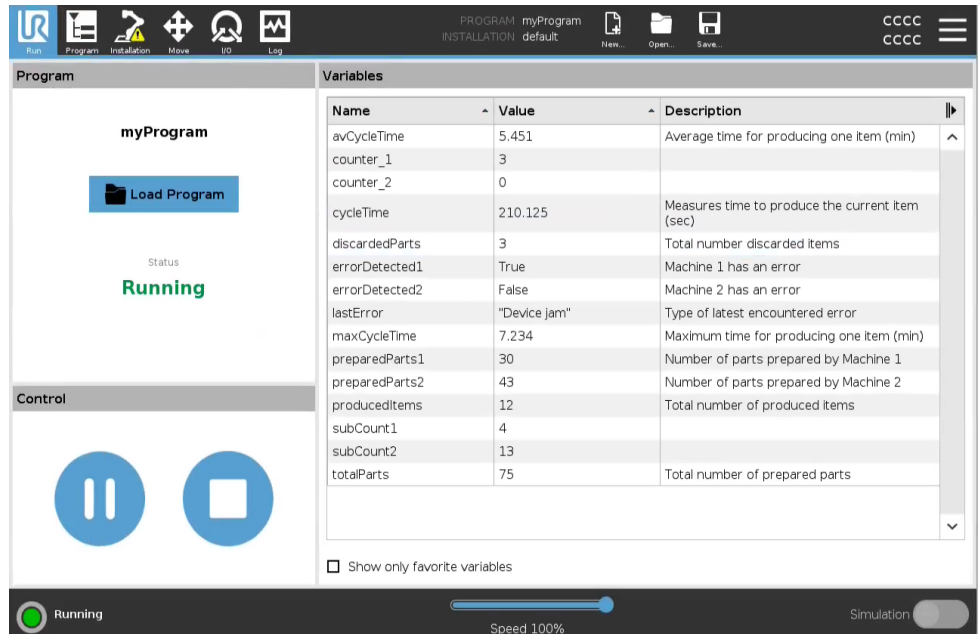 UR
Run
Program
Installation
Move
I/O
Log
PROGRAM myProgram
INSTALLATION default
New...
Open...
Save...
CCCC
CCCC
Program
myProgram
Load Program
Status
Running
Control
Variables
Name Value Description
avCycleTime 5.451 Average time for producing one item (min)
counter_1 3
counter_2 0
cycleTime 210.125 Measures time to produce the current item
(sec)
discardedParts 3 Total number discarded items
errorDetected1 True Machine 1 has an error
errorDetected2 False Machine 2 has an error
lastError "Device jam" Type of latest encountered error
maxCycleTime 7.234 Maximum time for producing one item (min)
preparedParts1 30 Number of parts prepared by Machine 1
preparedParts2 43 Number of parts prepared by Machine 2
producedItems 12 Total number of produced items
subCount1 4
subCount2 13
totalParts 75 Total number of prepared parts
Show only favorite variables
Running
Speed 100%
Simulation